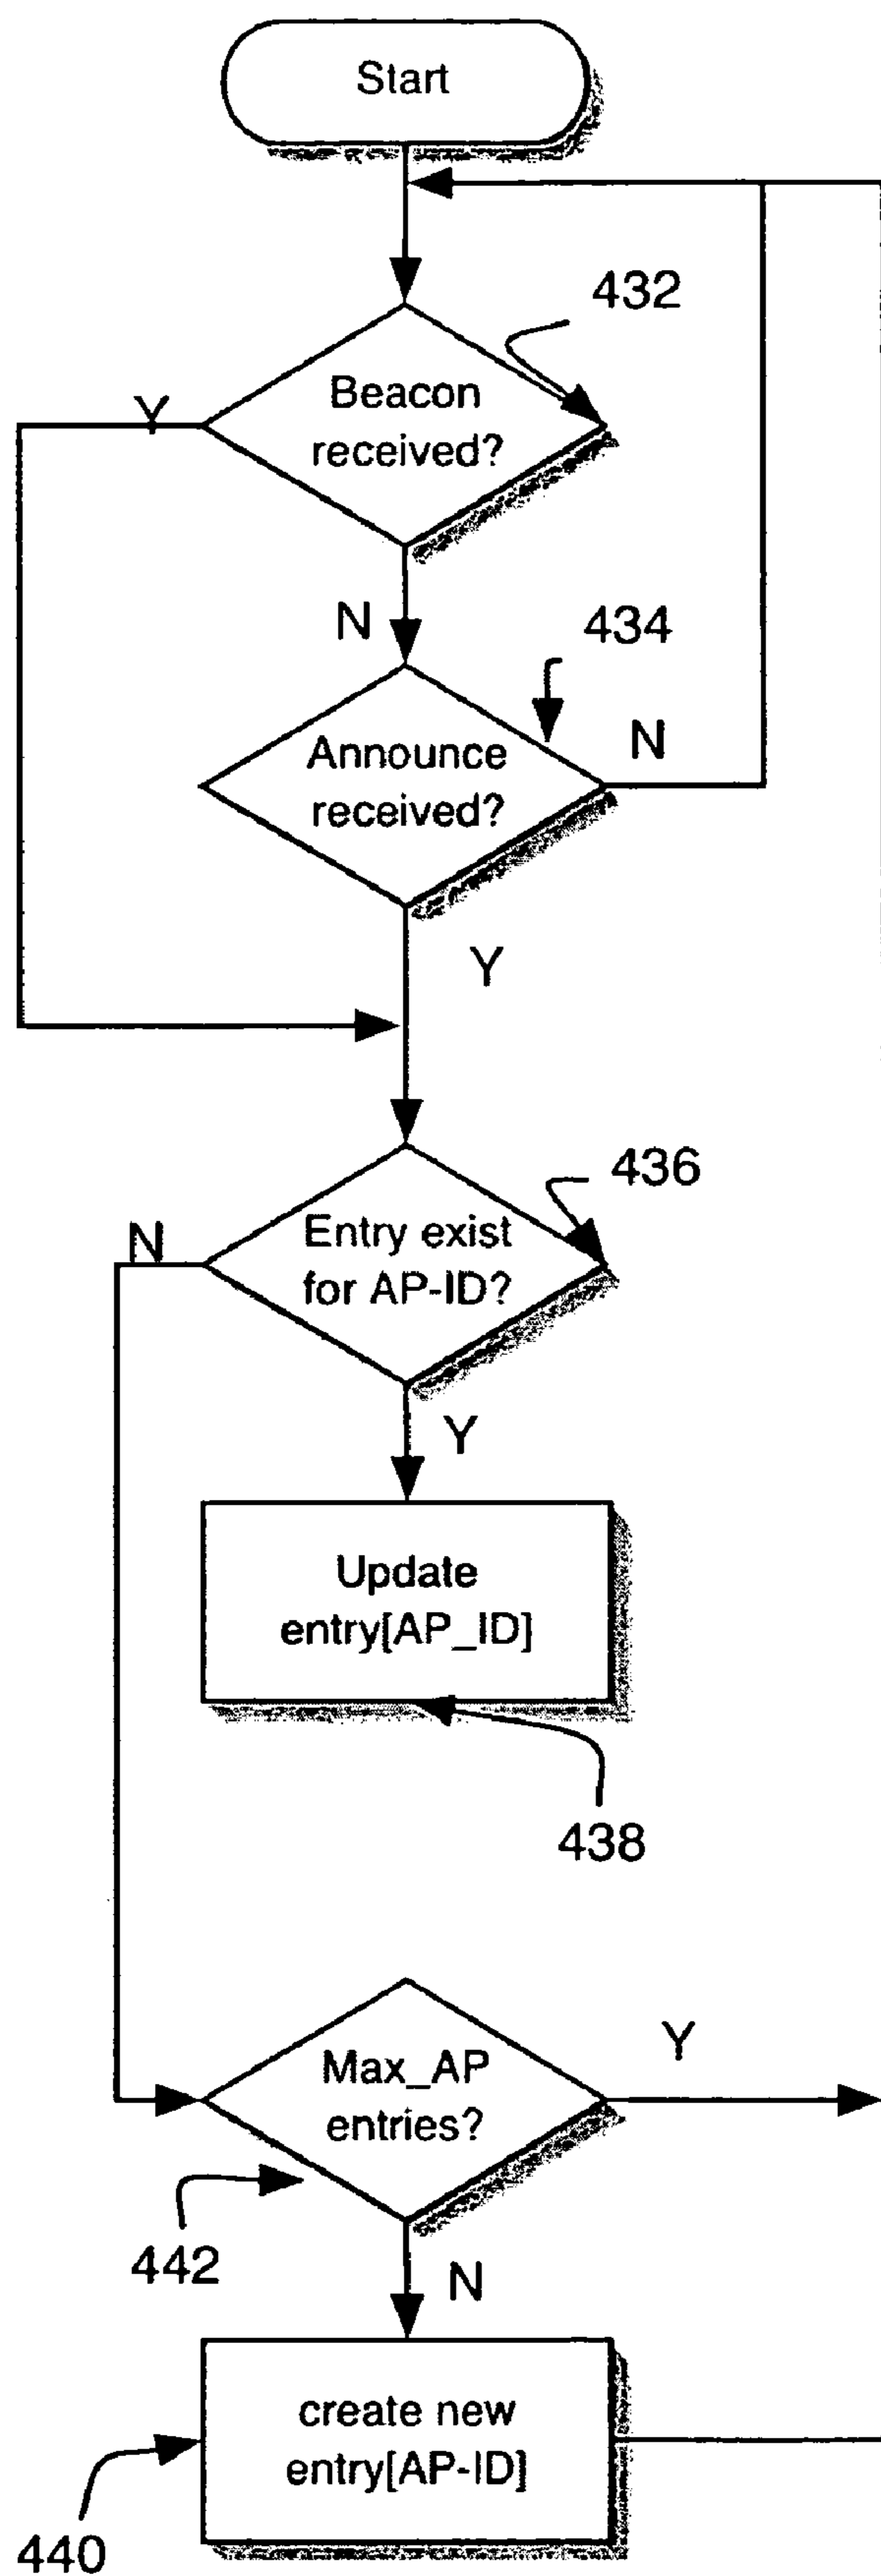 Start
432
Beacon
received?
Y
N
434
Announce
received?
N
Y
436
Entry exist
for AP-ID?
N
Y
Update
entry[AP_ID]
438
Max_AP
entries?
Y
442
N
create new
entry[AP-ID]
440